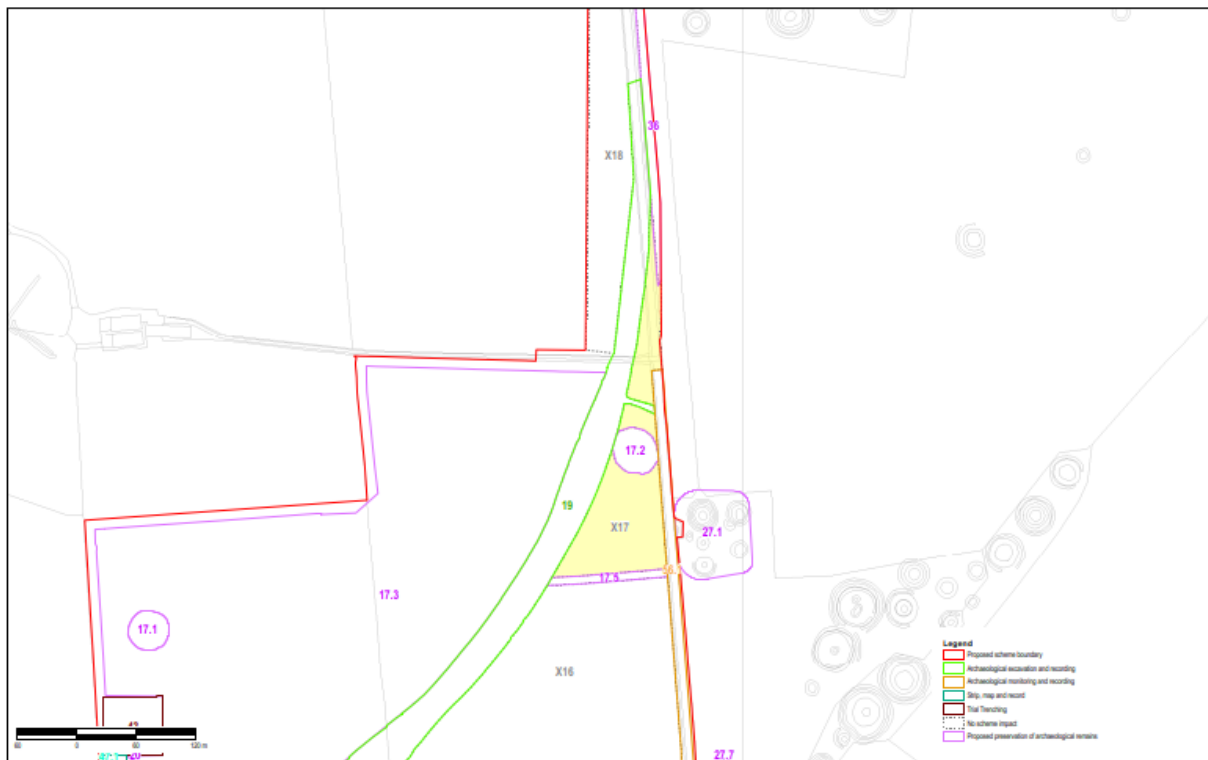 X18
36
17.2
19
X17
27.1
17.5
17.3
17.1
X16
27.7
Legend
Proposed scheme boundary
Archaeological excavation and recording
Archaeological monitoring and recording
Strip, map and record
Trial Trenching
No scheme impact
Proposed preservation of archaeological remains
60 0 60 120 m